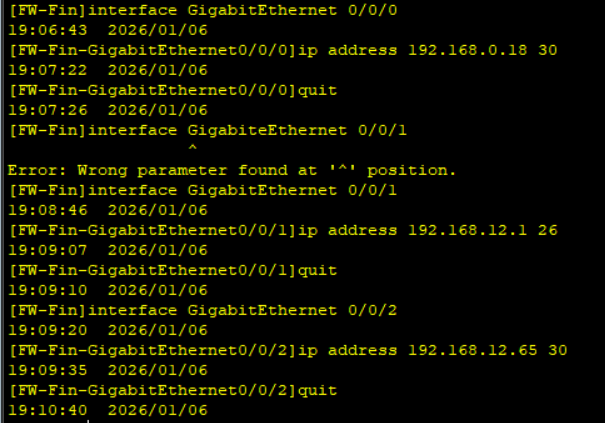 [FW-Fin]interface GigabitEthernet 0/0/0
19:06:43  2026/01/06
[FW-Fin-GigabitEthernet0/0/0]ip address 192.168.0.18 30
19:07:22  2026/01/06
[FW-Fin-GigabitEthernet0/0/0]quit
19:07:26  2026/01/06
[FW-Fin]interface GigabiteEthernet 0/0/1
^
Error: Wrong parameter found at '^' position.
[FW-Fin]interface GigabitEthernet 0/0/1
19:08:46  2026/01/06
[FW-Fin-GigabitEthernet0/0/1]ip address 192.168.12.1 26
19:09:07  2026/01/06
[FW-Fin-GigabitEthernet0/0/1]quit
19:09:10  2026/01/06
[FW-Fin]interface GigabitEthernet 0/0/2
19:09:20  2026/01/06
[FW-Fin-GigabitEthernet0/0/2]ip address 192.168.12.65 30
19:09:35  2026/01/06
[FW-Fin-GigabitEthernet0/0/2]quit
19:10:40  2026/01/06